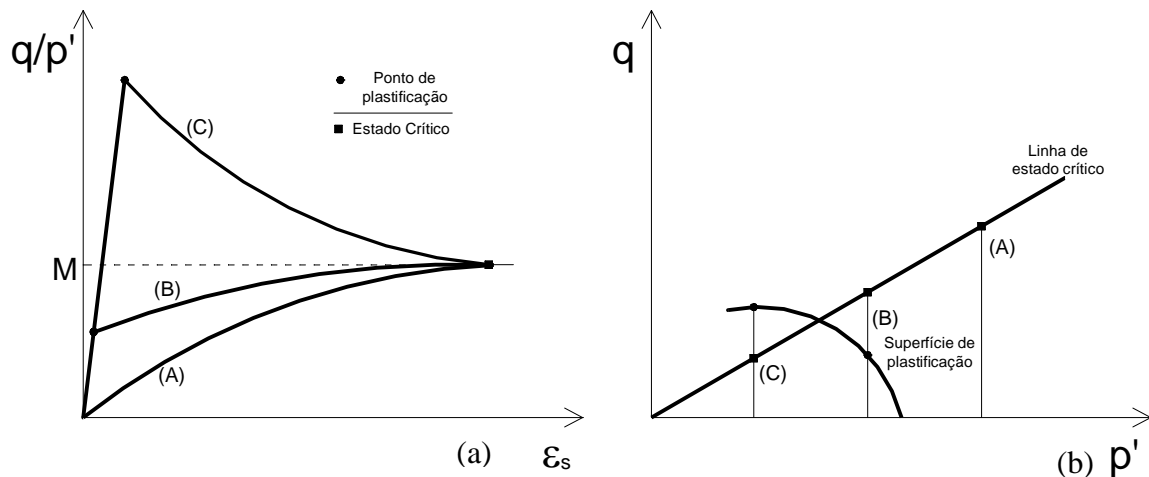 q/p'
Ponto de
plastificação
Estado Crítico
(C)
M
(B)
(A)
(a)
εs
q
Linha de
estado crítico
(A)
(B)
Superfície de
plastificação
(C)
(b)
p'